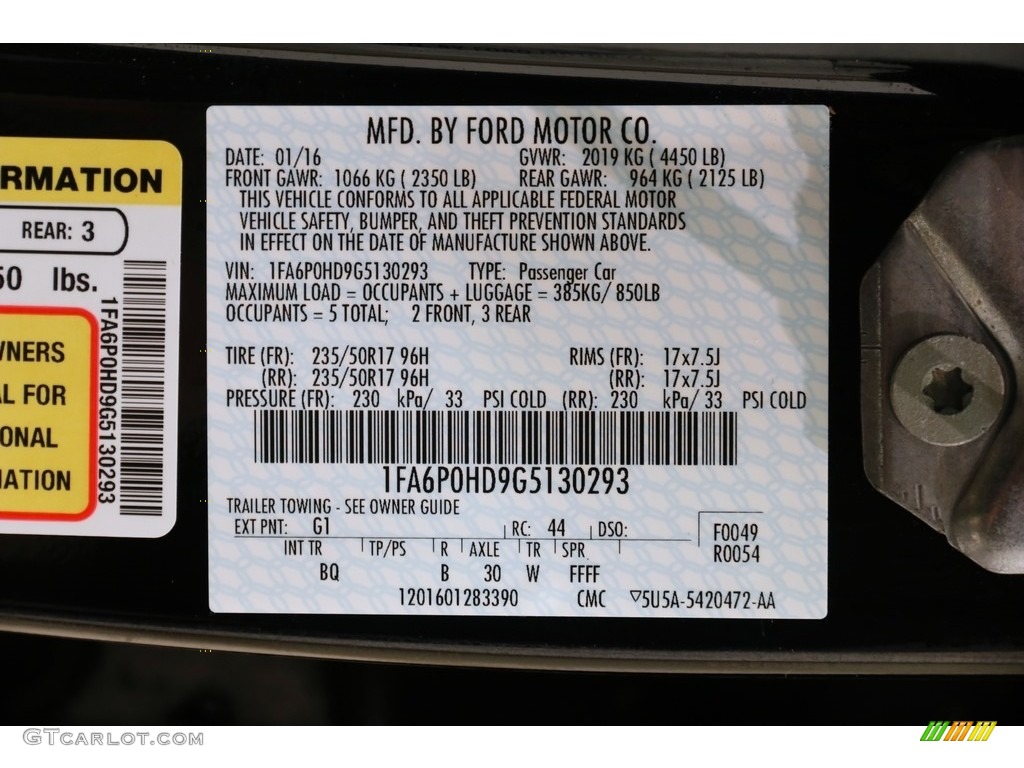 RMATION
REAR: 3
50 lbs.
WNERS
AL FOR
ONAL
MATION
1FA6P0HD9G5130293
MFD. BY FORD MOTOR CO.
DATE: 01/16 GVWR: 2019 KG ( 4450 LB)
FRONT GAWR: 1066 KG ( 2350 LB) REAR GAWR: 964 KG ( 2125 LB)
THIS VEHICLE CONFORMS TO ALL APPLICABLE FEDERAL MOTOR
VEHICLE SAFETY, BUMPER, AND THEFT PREVENTION STANDARDS
IN EFFECT ON THE DATE OF MANUFACTURE SHOWN ABOVE.
VIN: 1FA6P0HD9G5130293 TYPE: Passenger Car
MAXIMUM LOAD = OCCUPANTS + LUGGAGE = 385KG/ 850LB
OCCUPANTS = 5 TOTAL; 2 FRONT, 3 REAR
TIRE (FR): 235/50R17 96H RIMS (FR): 17x7.5J
(RR): 235/50R17 96H (RR): 17x7.5J
PRESSURE (FR): 230 kPa/ 33 PSI COLD (RR): 230 kPa/ 33 PSI COLD
1FA6P0HD9G5130293
TRAILER TOWING - SEE OWNER GUIDE
EXT PNT: G1 RC: 44 DSO: F0049
R0054
INT TR TP/PS R AXLE TR SPR
BQ B 30 W FFFF
1201601283390 CMC ▽5U5A-5420472-AA
GTCarlot.com